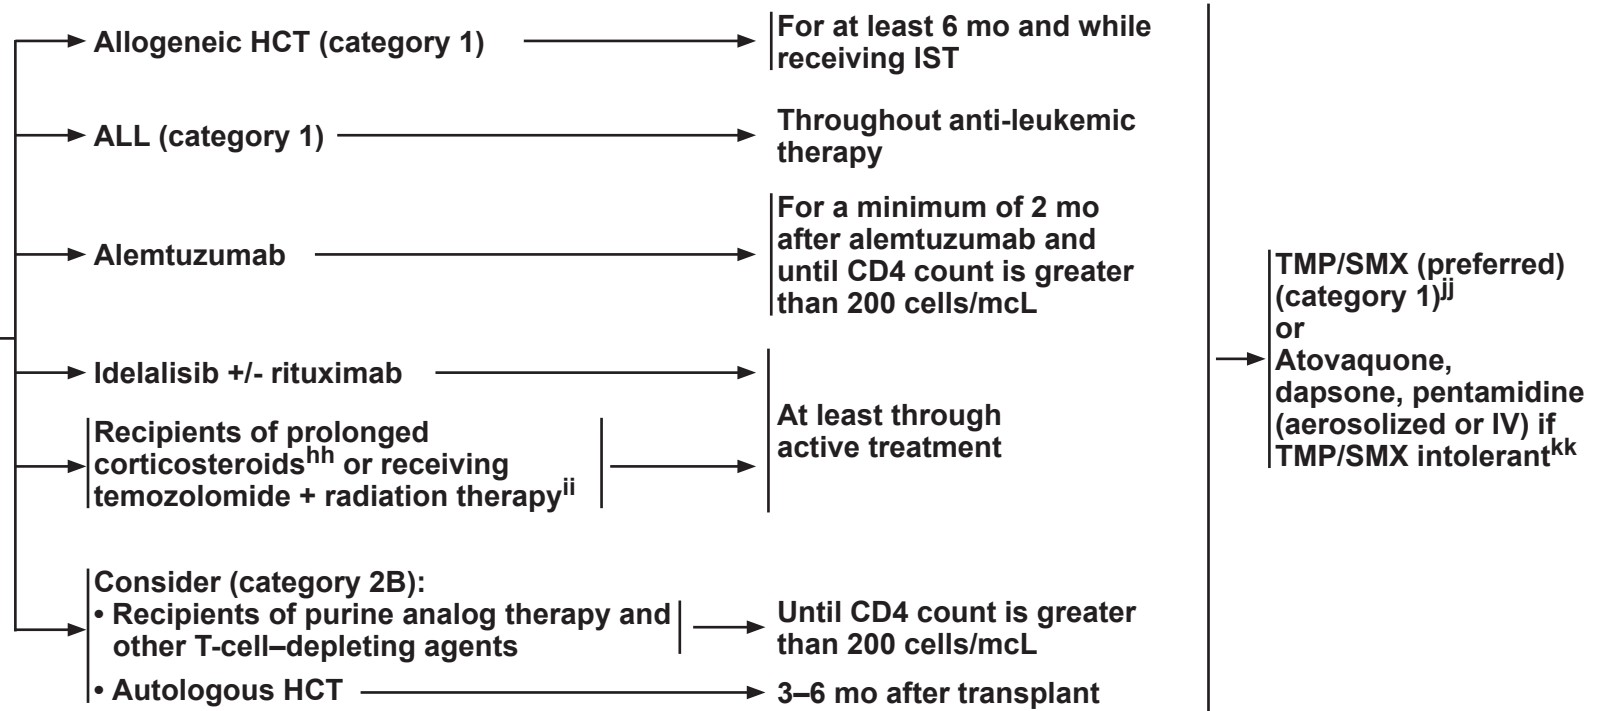 Allogeneic HCT (category 1)
For at least 6 mo and while
receiving IST
ALL (category 1)
Throughout anti-leukemic
therapy
Alemtuzumab
For a minimum of 2 mo
after alemtuzumab and
until CD4 count is greater
than 200 cells/mcL
Idelalisib +/- rituximab
Recipients of prolonged
corticosteroidshh or receiving
temozolomide + radiation therapyii
At least through
active treatment
Consider (category 2B):
• Recipients of purine analog therapy and
other T-cell–depleting agents
Until CD4 count is greater
than 200 cells/mcL
• Autologous HCT
3–6 mo after transplant
TMP/SMX (preferred)
(category 1)jj
or
Atovaquone,
dapsone, pentamidine
(aerosolized or IV) if
TMP/SMX intolerantkk